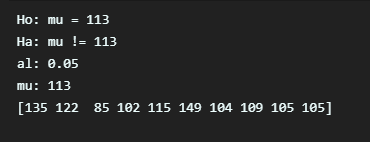 Ho: mu = 113
Ha: mu != 113
al: 0.05
mu: 113
[135 122  85 102 115 149 104 109 105 105]